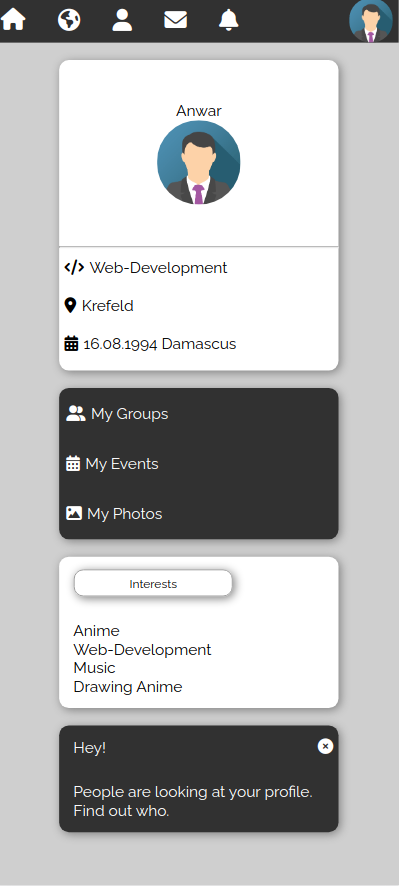 Anwar
Web-Development
Krefeld
16.08.1994 Damascus
My Groups
My Events
My Photos
Interests
Anime
Web-Development
Music
Drawing Anime
Hey!
People are looking at your profile.
Find out who.